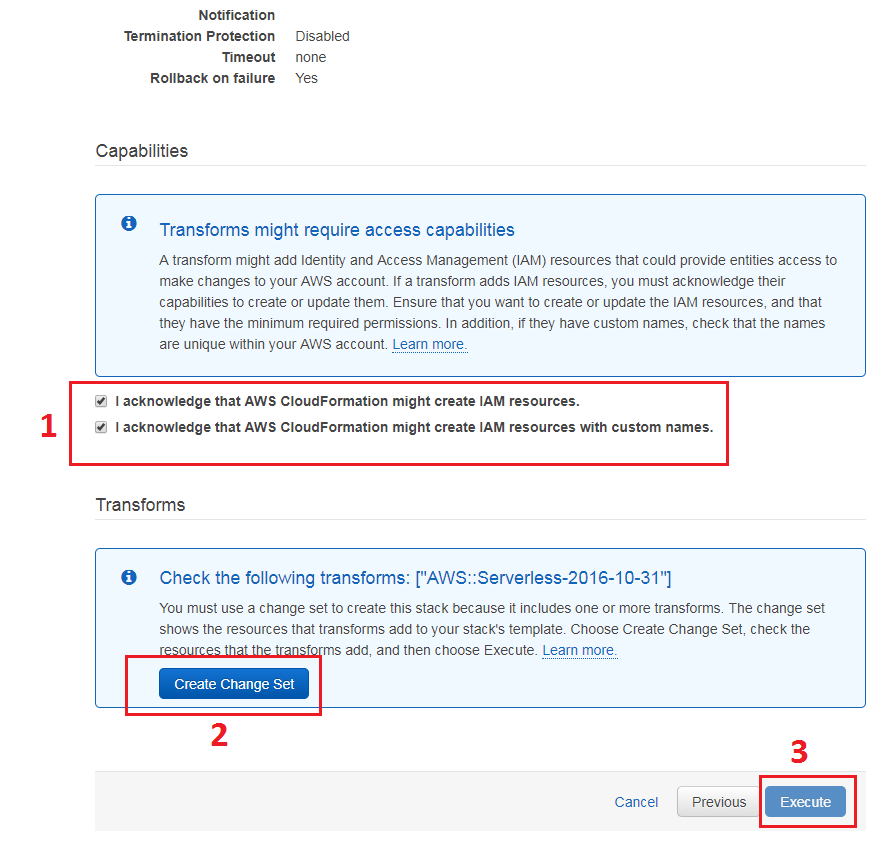 Notification
Termination Protection Disabled
Timeout none
Rollback on failure Yes
Capabilities
Transforms might require access capabilities
A transform might add Identity and Access Management (IAM) resources that could provide entities access to
make changes to your AWS account. If a transform adds IAM resources, you must acknowledge their
capabilities to create or update them. Ensure that you want to create or update the IAM resources, and that
they have the minimum required permissions. In addition, if they have custom names, check that the names
are unique within your AWS account. Learn more.
1
I acknowledge that AWS CloudFormation might create IAM resources.
I acknowledge that AWS CloudFormation might create IAM resources with custom names.
Transforms
Check the following transforms: ["AWS::Serverless-2016-10-31"]
You must use a change set to create this stack because it includes one or more transforms. The change set
shows the resources that transforms add to your stack's template. Choose Create Change Set, check the
resources that the transforms add, and then choose Execute. Learn more.
Create Change Set
2
3
Cancel Previous Execute